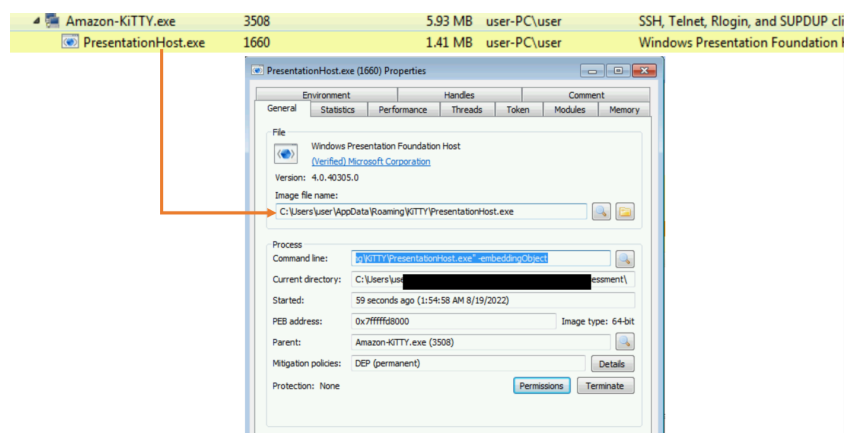 Amazon-KiTTY.exe 3508 5.93 MB user-PC\user SSH, Telnet, Rlogin, and SUPDUP cli
PresentationHost.exe 1660 1.41 MB user-PC\user Windows Presentation Foundation
PresentationHost.exe (1660) Properties
Environment Handles Comment
General Statistics Performance Threads Token Modules Memory
File
Windows Presentation Foundation Host
(Verified) Microsoft Corporation
Version: 4.0.40305.0
Image file name:
C:\Users\user\AppData\Roaming\KiTTY\PresentationHost.exe
Process
Command line: ig\KiTTY\PresentationHost.exe" -embeddingObject
Current directory: C:\Users\use essment\
Started: 59 seconds ago (1:54:58 AM 8/19/2022)
PEB address: 0x7fffffd8000 Image type: 64-bit
Parent: Amazon-KiTTY.exe (3508)
Mitigation policies: DEP (permanent) Details
Protection: None Permissions Terminate